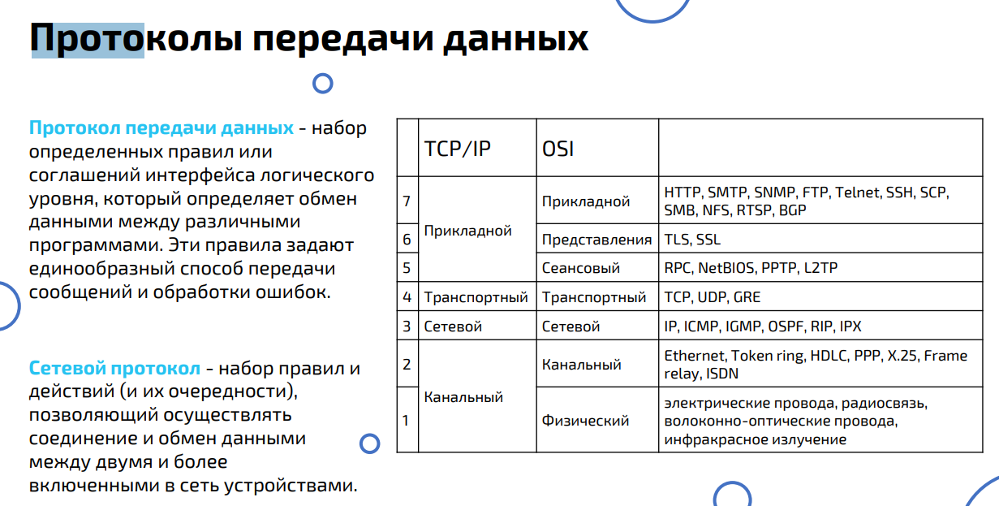 Протоколы передачи данных
Протокол передачи данных - набор
определенных правил или
соглашений интерфейса логического
уровня, который определяет обмен
данными между различными
программами. Эти правила задают
единообразный способ передачи
сообщений и обработки ошибок.
Сетевой протокол - набор правил и
действий (и их очередности),
позволяющий осуществлять
соединение и обмен данными
между двумя и более
включенными в сеть устройствами.
TCP/IP OSI
7 Прикладной Прикладной HTTP, SMTP, SNMP, FTP, Telnet, SSH, SCP,
SMB, NFS, RTSP, BGP
6 Представления TLS, SSL
5 Сеансовый RPC, NetBIOS, PPTP, L2TP
4 Транспортный Транспортный TCP, UDP, GRE
3 Сетевой Сетевой IP, ICMP, IGMP, OSPF, RIP, IPX
2 Канальный Канальный Ethernet, Token ring, HDLC, PPP, X.25, Frame
relay, ISDN
1 Физический электрические провода, радиосвязь,
волоконно-оптические провода,
инфракрасное излучение